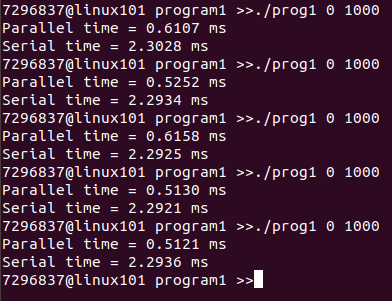 7296837@linux101 program1 >>./prog1 0 1000
Parallel time = 0.6107 ms
Serial time = 2.3028 ms
7296837@linux101 program1 >>./prog1 0 1000
Parallel time = 0.5252 ms
Serial time = 2.2934 ms
7296837@linux101 program1 >>./prog1 0 1000
Parallel time = 0.6158 ms
Serial time = 2.2925 ms
7296837@linux101 program1 >>./prog1 0 1000
Parallel time = 0.5130 ms
Serial time = 2.2921 ms
7296837@linux101 program1 >>./prog1 0 1000
Parallel time = 0.5121 ms
Serial time = 2.2936 ms
7296837@linux101 program1 >>